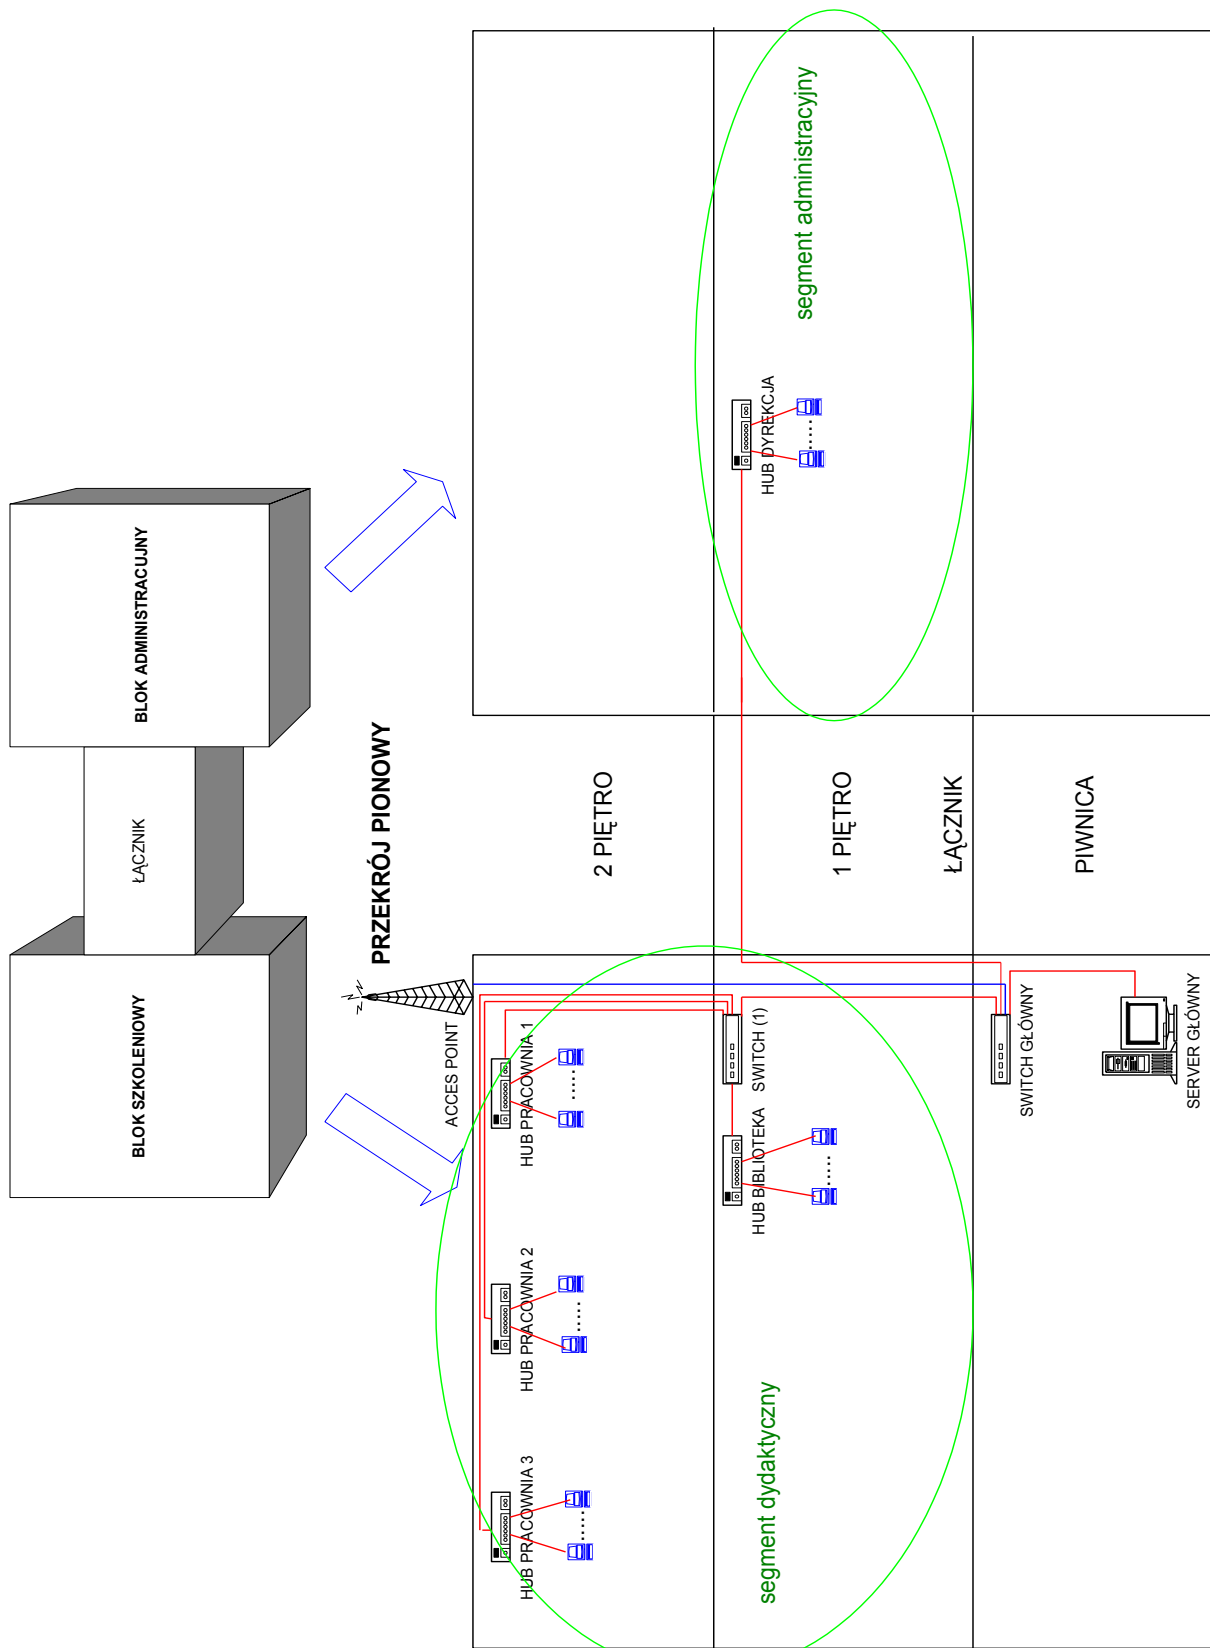 BLOK SZKOLENIOWY
ŁĄCZNIK
BLOK ADMINISTRACUJNY
PRZEKRÓJ PIONOWY
ACCES POINT
HUB PRACOWNIA 3
HUB PRACOWNIA 2
HUB PRACOWNIA 1
2 PIĘTRO
HUB BIBLIOTEKA
SWITCH (1)
1 PIĘTRO
HUB DYREKCJA
segment dydaktyczny
segment administracyjny
ŁĄCZNIK
SWITCH GŁÓWNY
PIWNICA
SERVER GŁÓWNY